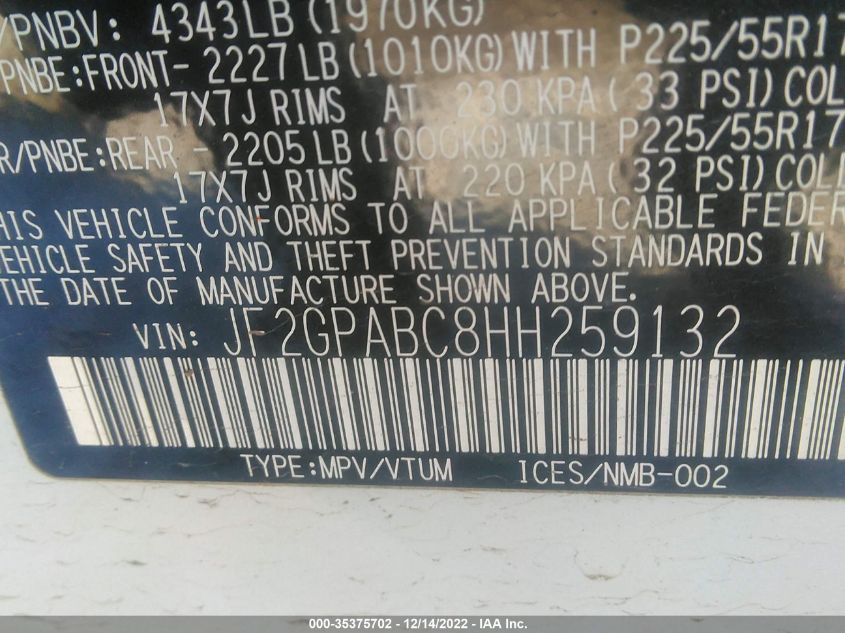 /PNBV: 4343LB (1970KG)
PNBE:FRONT- 2227 LB (1010KG) WITH P225/55R17
17X7J RIMS AT 230 KPA ( 33 PSI) COL
R/PNBE:REAR - 2205 LB (1000KG) WITH P225/55R17
17X7J RIMS AT 220 KPA ( 32 PSI) COLD
THIS VEHICLE CONFORMS TO ALL APPLICABLE FEDER
VEHICLE SAFETY AND THEFT PREVENTION STANDARDS IN
THE DATE OF MANUFACTURE SHOWN ABOVE.
VIN: JF2GPABC8HH259132
TYPE:MPV/VTUM ICES/NMB-002
000-35375702 - 12/14/2022 - IAA Inc.